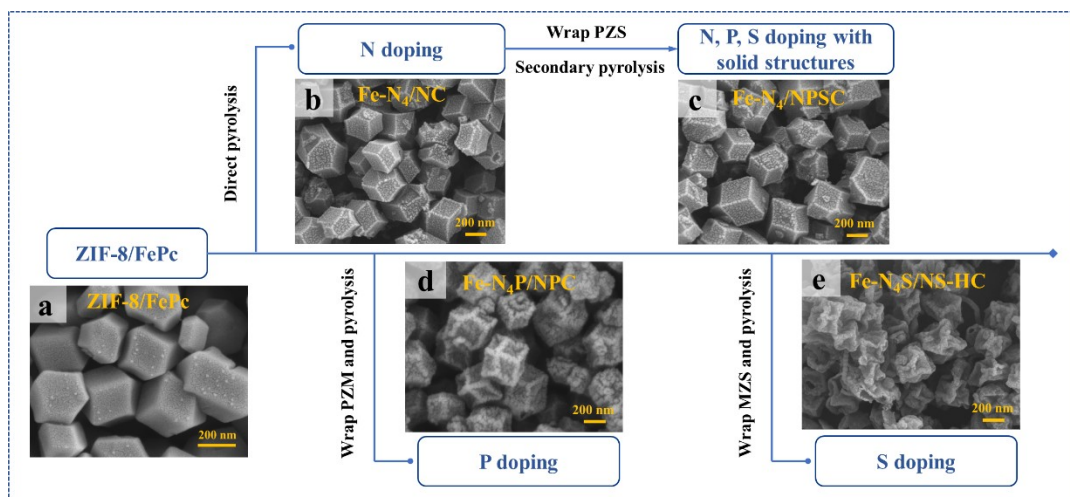 N doping
Wrap PZS
Secondary pyrolysis
N, P, S doping with
solid structures
Direct pyrolysis
b
Fe-N₄/NC
200 nm
c
Fe-N₄/NPSC
200 nm
ZIF-8/FePc
a
ZIF-8/FePc
200 nm
Wrap PZM and pyrolysis
d
Fe-N₄P/NPC
200 nm
P doping
Wrap MZS and pyrolysis
e
Fe-N₄S/NS-HC
200 nm
S doping